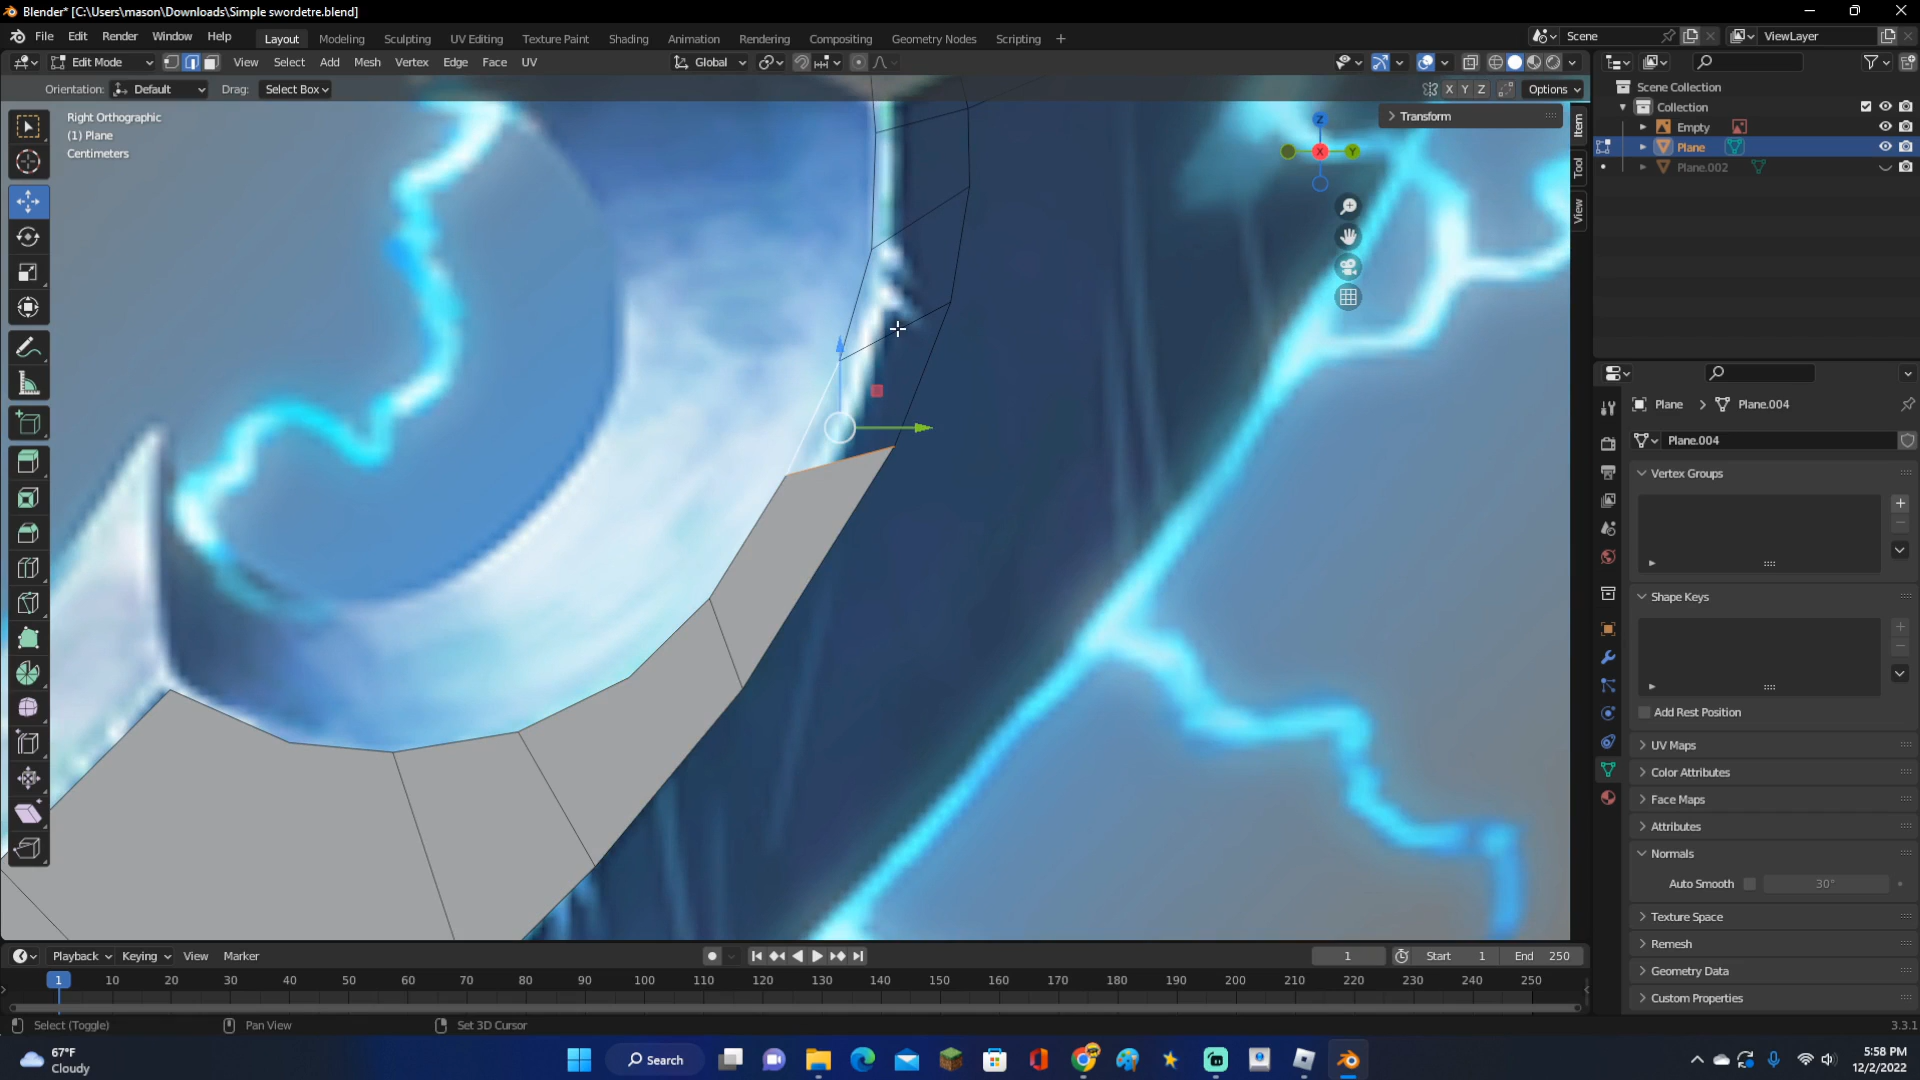 Blender* [C:\Users\mason\Downloads\Simple swordetre.blend]
File Edit Render Window Help
Layout Modeling Sculpting UV Editing Texture Paint Shading Animation Rendering Compositing Geometry Nodes Scripting +
Scene ViewLayer
Edit Mode View Select Add Mesh Vertex Edge Face UV Global
Orientation: Default Drag: Select Box X Y Z Options
Right Orthographic
(1) Plane
Centimeters
Transform
Item
Tool
View
Z
X
Y
Scene Collection
Collection
Empty
Plane
Plane.002
Plane > Plane.004
Plane.004
Vertex Groups
Shape Keys
Add Rest Position
UV Maps
Color Attributes
Face Maps
Attributes
Normals
Auto Smooth 30°
Texture Space
Remesh
Geometry Data
Custom Properties
Playback Keying View Marker 1 Start 1 End 250
1 10 20 30 40 50 60 70 80 90 100 110 120 130 140 150 160 170 180 190 200 210 220 230 240 250
Select (Toggle) Pan View Set 3D Cursor 3.3.1
67°F
Cloudy
Search
5:58 PM
12/2/2022